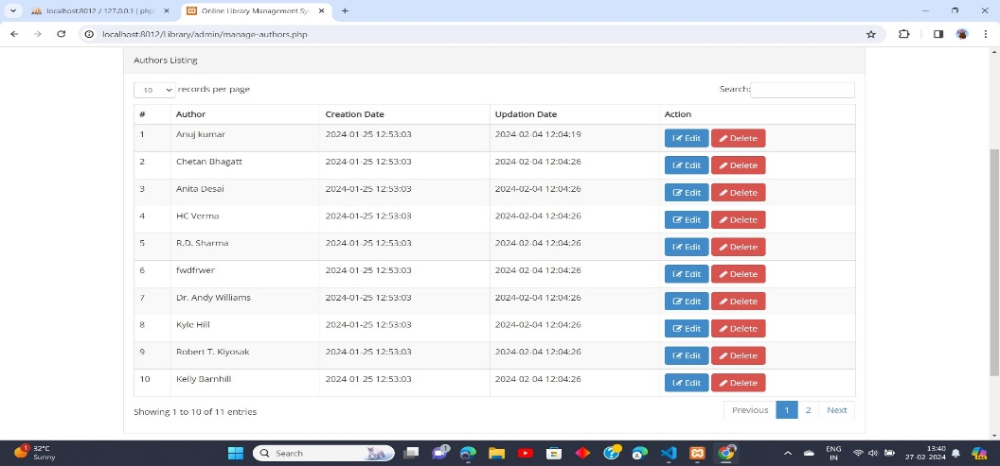 localhost:8012 / 127.0.0.1 | php
Online Library Management Sy
localhost:8012/Library/admin/manage-authors.php
Authors Listing
10 records per page Search:
# Author Creation Date Updation Date Action
1 Anuj kumar 2024-01-25 12:53:03 2024-02-04 12:04:19 Edit Delete
2 Chetan Bhagatt 2024-01-25 12:53:03 2024-02-04 12:04:26 Edit Delete
3 Anita Desai 2024-01-25 12:53:03 2024-02-04 12:04:26 Edit Delete
4 HC Verma 2024-01-25 12:53:03 2024-02-04 12:04:26 Edit Delete
5 R.D. Sharma 2024-01-25 12:53:03 2024-02-04 12:04:26 Edit Delete
6 fwdfrwer 2024-01-25 12:53:03 2024-02-04 12:04:26 Edit Delete
7 Dr. Andy Williams 2024-01-25 12:53:03 2024-02-04 12:04:26 Edit Delete
8 Kyle Hill 2024-01-25 12:53:03 2024-02-04 12:04:26 Edit Delete
9 Robert T. Kiyosak 2024-01-25 12:53:03 2024-02-04 12:04:26 Edit Delete
10 Kelly Barnhill 2024-01-25 12:53:03 2024-02-04 12:04:26 Edit Delete
Showing 1 to 10 of 11 entries Previous 1 2 Next
1 32°C Search ENG 13:40
Sunny IN 27-02-2024